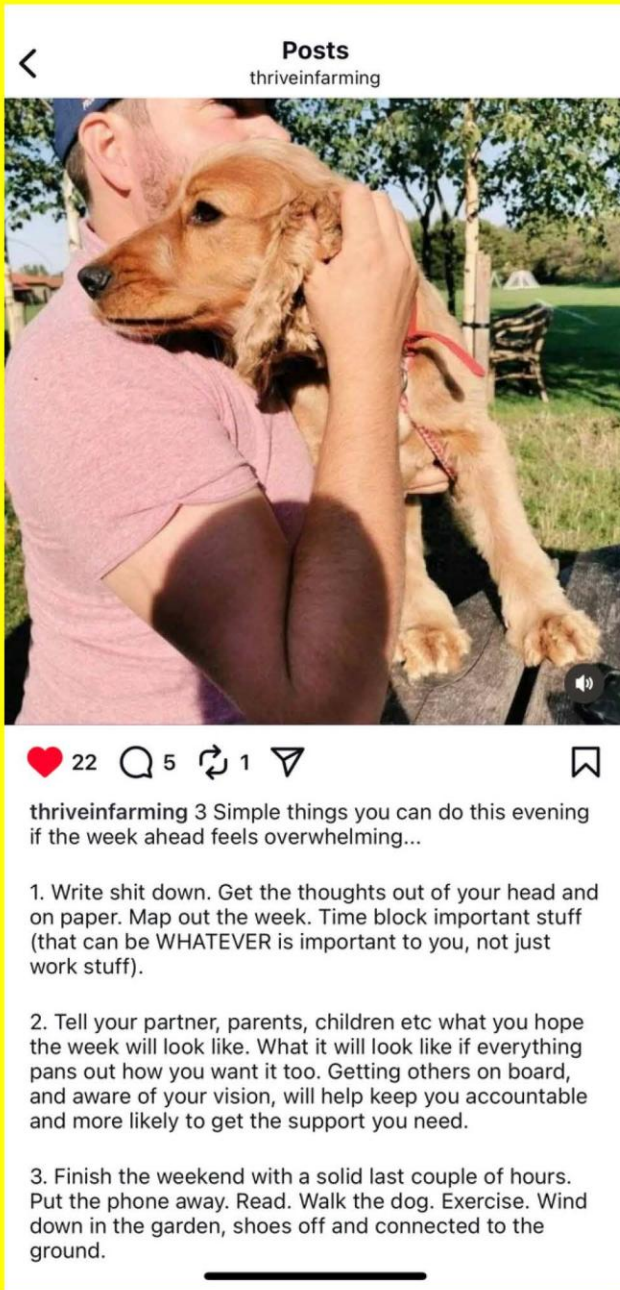 Posts
thriveinfarming
22
5
1
thriveinfarming 3 Simple things you can do this evening
if the week ahead feels overwhelming...
1. Write shit down. Get the thoughts out of your head and
on paper. Map out the week. Time block important stuff
(that can be WHATEVER is important to you, not just
work stuff).
2. Tell your partner, parents, children etc what you hope
the week will look like. What it will look like if everything
pans out how you want it too. Getting others on board,
and aware of your vision, will help keep you accountable
and more likely to get the support you need.
3. Finish the weekend with a solid last couple of hours.
Put the phone away. Read. Walk the dog. Exercise. Wind
down in the garden, shoes off and connected to the
ground.